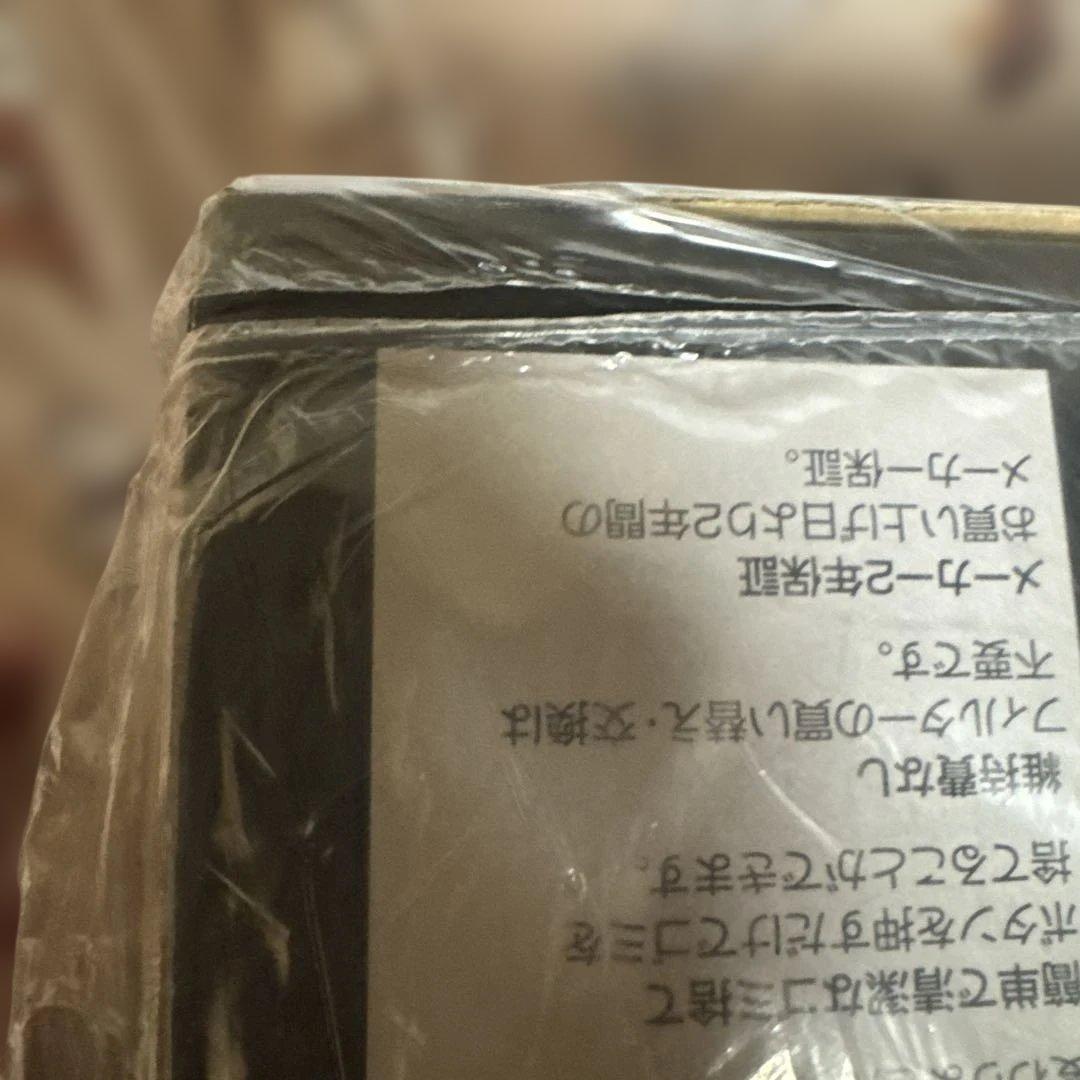 簡単で清潔なゴミ捨て
ボタンを押すだけでゴミを
捨てることができます。
維持費なし
フィルターの買い替え・交換は
不要です。
メーカー2年保証
お買い上げ日より2年間の
メーカー保証。